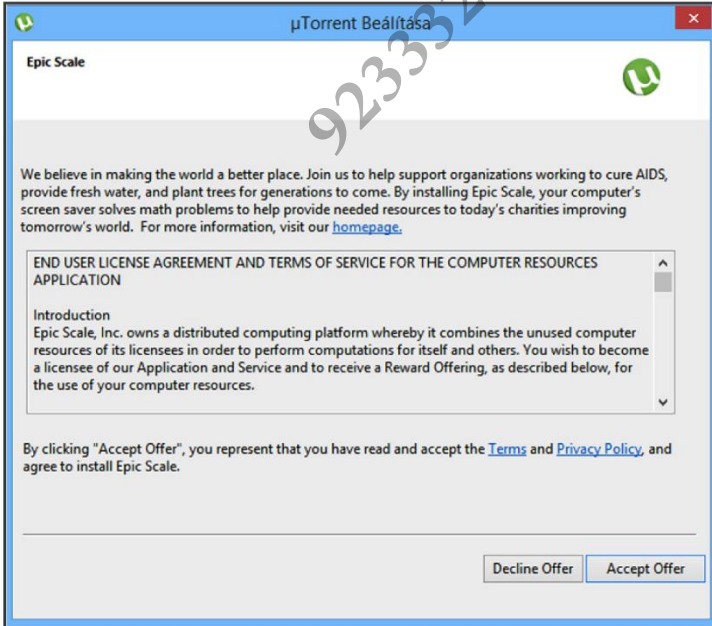 µTorrent Beálítása
Epic Scale
We believe in making the world a better place. Join us to help support organizations working to cure AIDS,
provide fresh water, and plant trees for generations to come. By installing Epic Scale, your computer's
screen saver solves math problems to help provide needed resources to today's charities improving
tomorrow's world. For more information, visit our homepage.
END USER LICENSE AGREEMENT AND TERMS OF SERVICE FOR THE COMPUTER RESOURCES
APPLICATION
Introduction
Epic Scale, Inc. owns a distributed computing platform whereby it combines the unused computer
resources of its licensees in order to perform computations for itself and others. You wish to become
a licensee of our Application and Service and to receive a Reward Offering, as described below, for
the use of your computer resources.
By clicking "Accept Offer", you represent that you have read and accept the Terms and Privacy Policy, and
agree to install Epic Scale.
Decline Offer Accept Offer